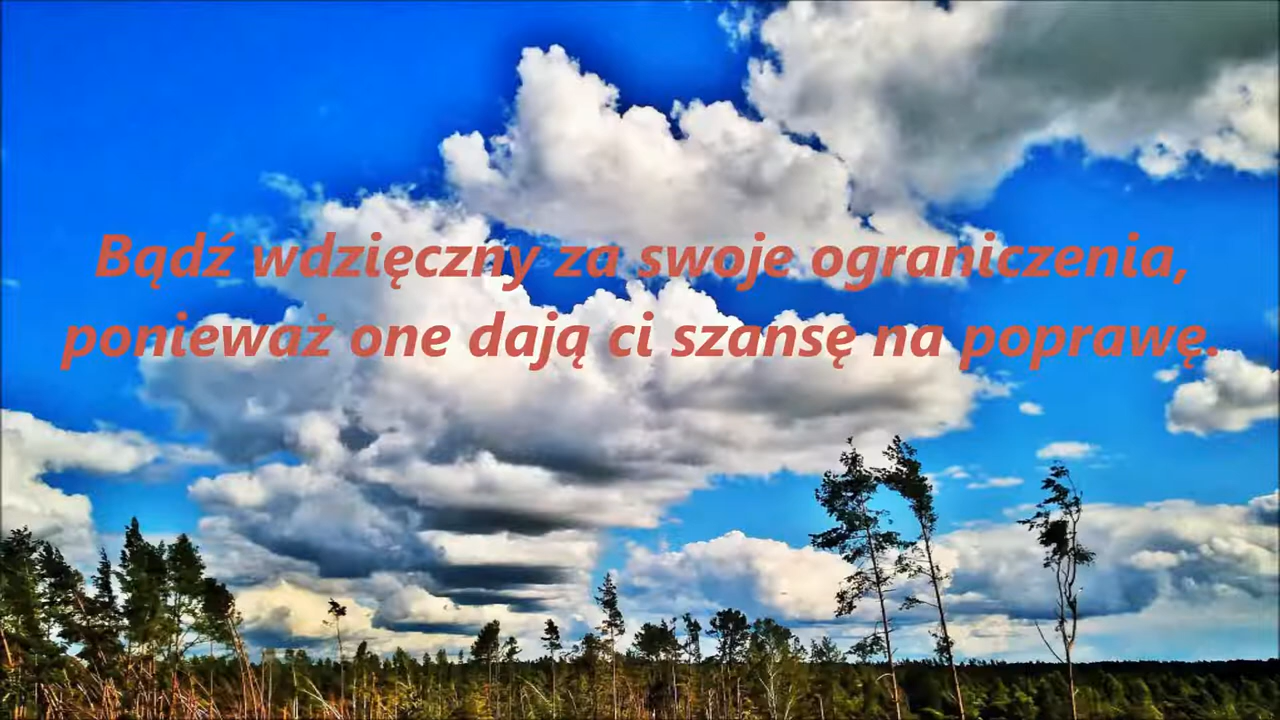 Bądź wdzięczny za swoje ograniczenia,
ponieważ one dają ci szansę na poprawę.